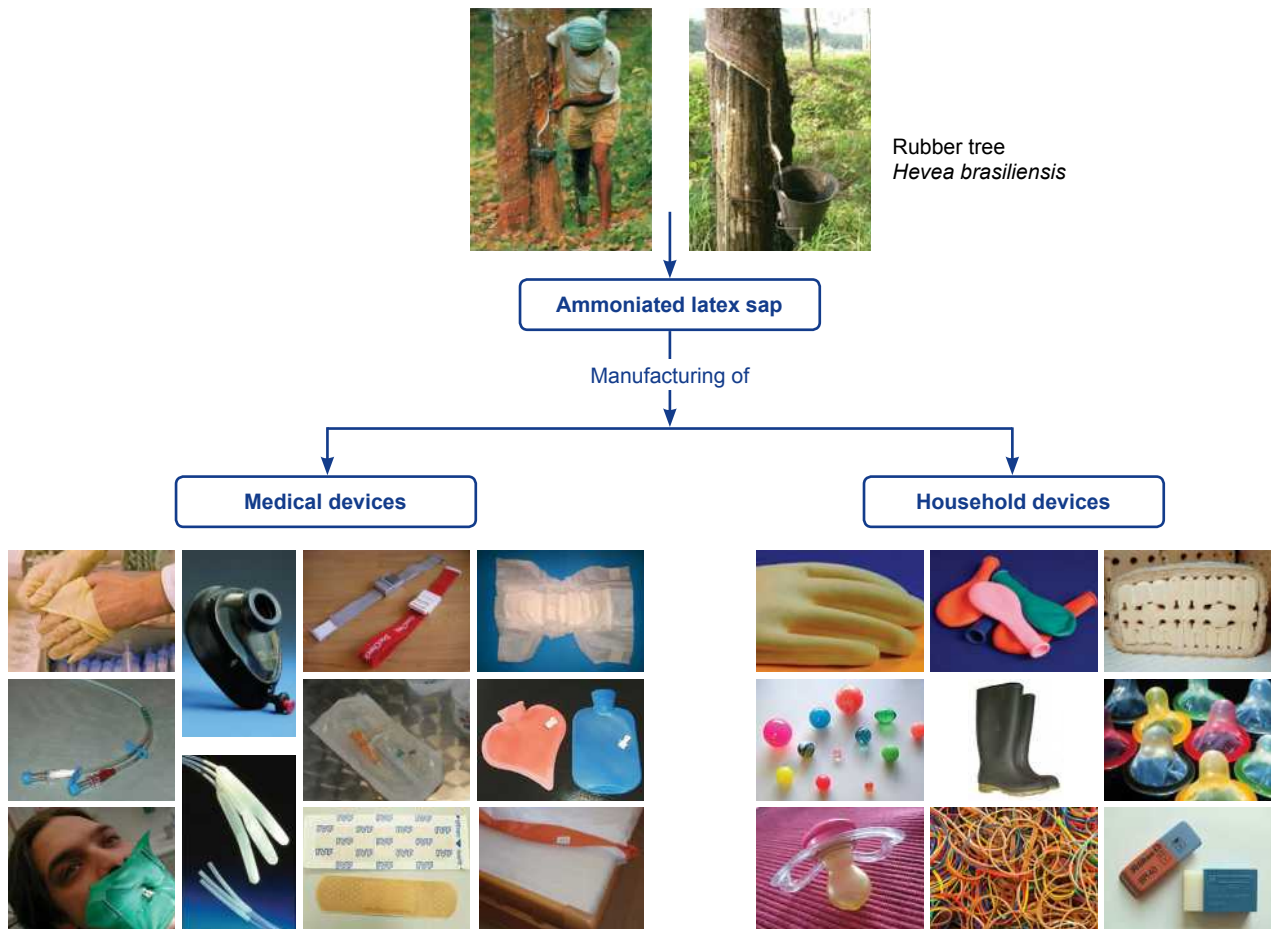 Rubber tree
Hevea brasiliensis
Ammoniated latex sap
Manufacturing of
Medical devices
Household devices